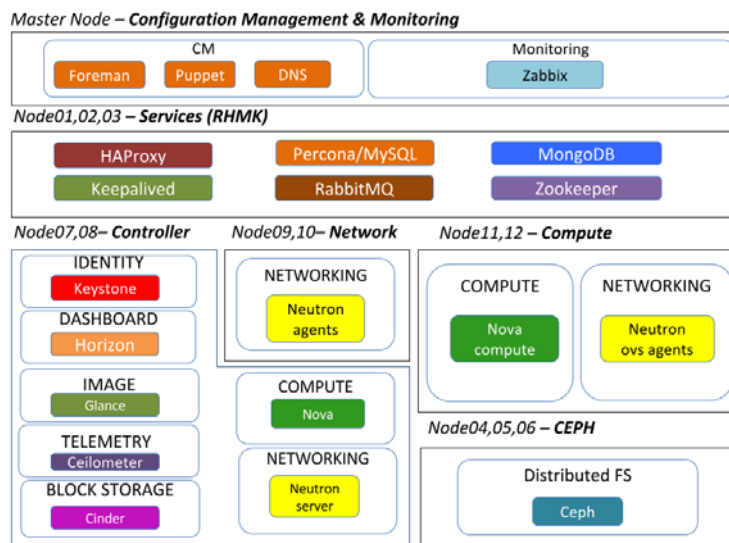 Master Node – Configuration Management & Monitoring
CM
Foreman
Puppet
DNS
Monitoring
Zabbix
Node01,02,03 – Services (RHMK)
HAProxy
Percona/MySQL
MongoDB
Keepalived
RabbitMQ
Zookeeper
Node07,08– Controller
IDENTITY
Keystone
DASHBOARD
Horizon
IMAGE
Glance
TELEMETRY
Ceilometer
BLOCK STORAGE
Cinder
COMPUTE
Nova
NETWORKING
Neutron
server
Node09,10– Network
NETWORKING
Neutron
agents
Node11,12 – Compute
COMPUTE
Nova
compute
NETWORKING
Neutron
ovs agents
Node04,05,06 – CEPH
Distributed FS
Ceph